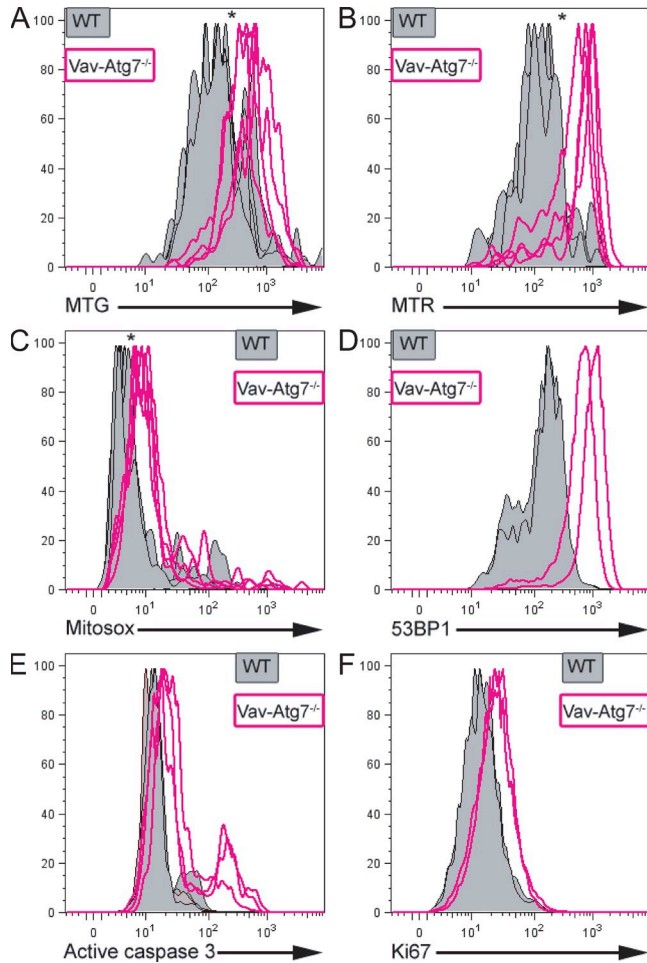 A
*
WT
Vav-Atg7-/-
100
80
60
40
20
0
0 10¹ 10² 10³
MTG
B
*
WT
Vav-Atg7-/-
100
80
60
40
20
0
0 10¹ 10² 10³
MTR
C
*
WT
Vav-Atg7-/-
100
80
60
40
20
0
0 10¹ 10² 10³
Mitosox
D
WT
Vav-Atg7-/-
100
80
60
40
20
0
0 10¹ 10² 10³
53BP1
E
WT
Vav-Atg7-/-
100
80
60
40
20
0
0 10¹ 10² 10³
Active caspase 3
F
WT
Vav-Atg7-/-
100
80
60
40
20
0
0 10¹ 10² 10³
Ki67